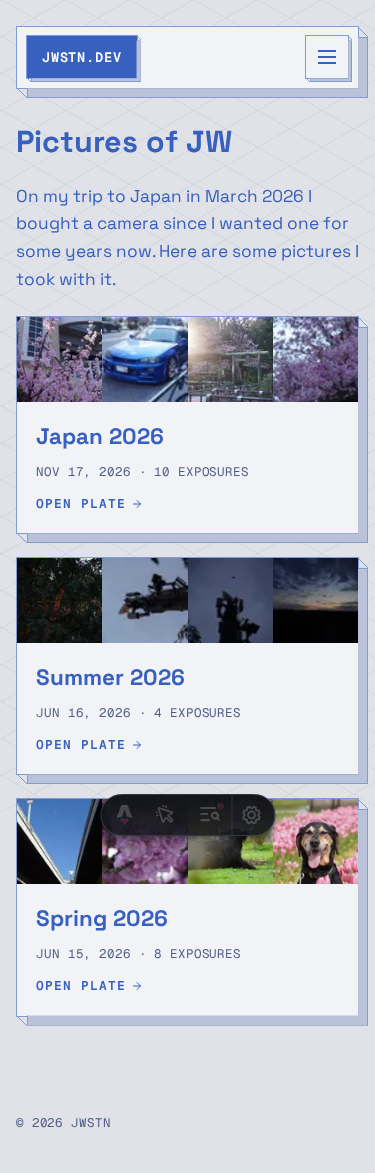 JWSTN.DEV
Pictures of JW
On my trip to Japan in March 2026 I
bought a camera since I wanted one for
some years now. Here are some pictures I
took with it.
Japan 2026
NOV 17, 2026 · 10 EXPOSURES
OPEN PLATE →
Summer 2026
JUN 16, 2026 · 4 EXPOSURES
OPEN PLATE →
Spring 2026
JUN 15, 2026 · 8 EXPOSURES
OPEN PLATE →
© 2026 JWSTN